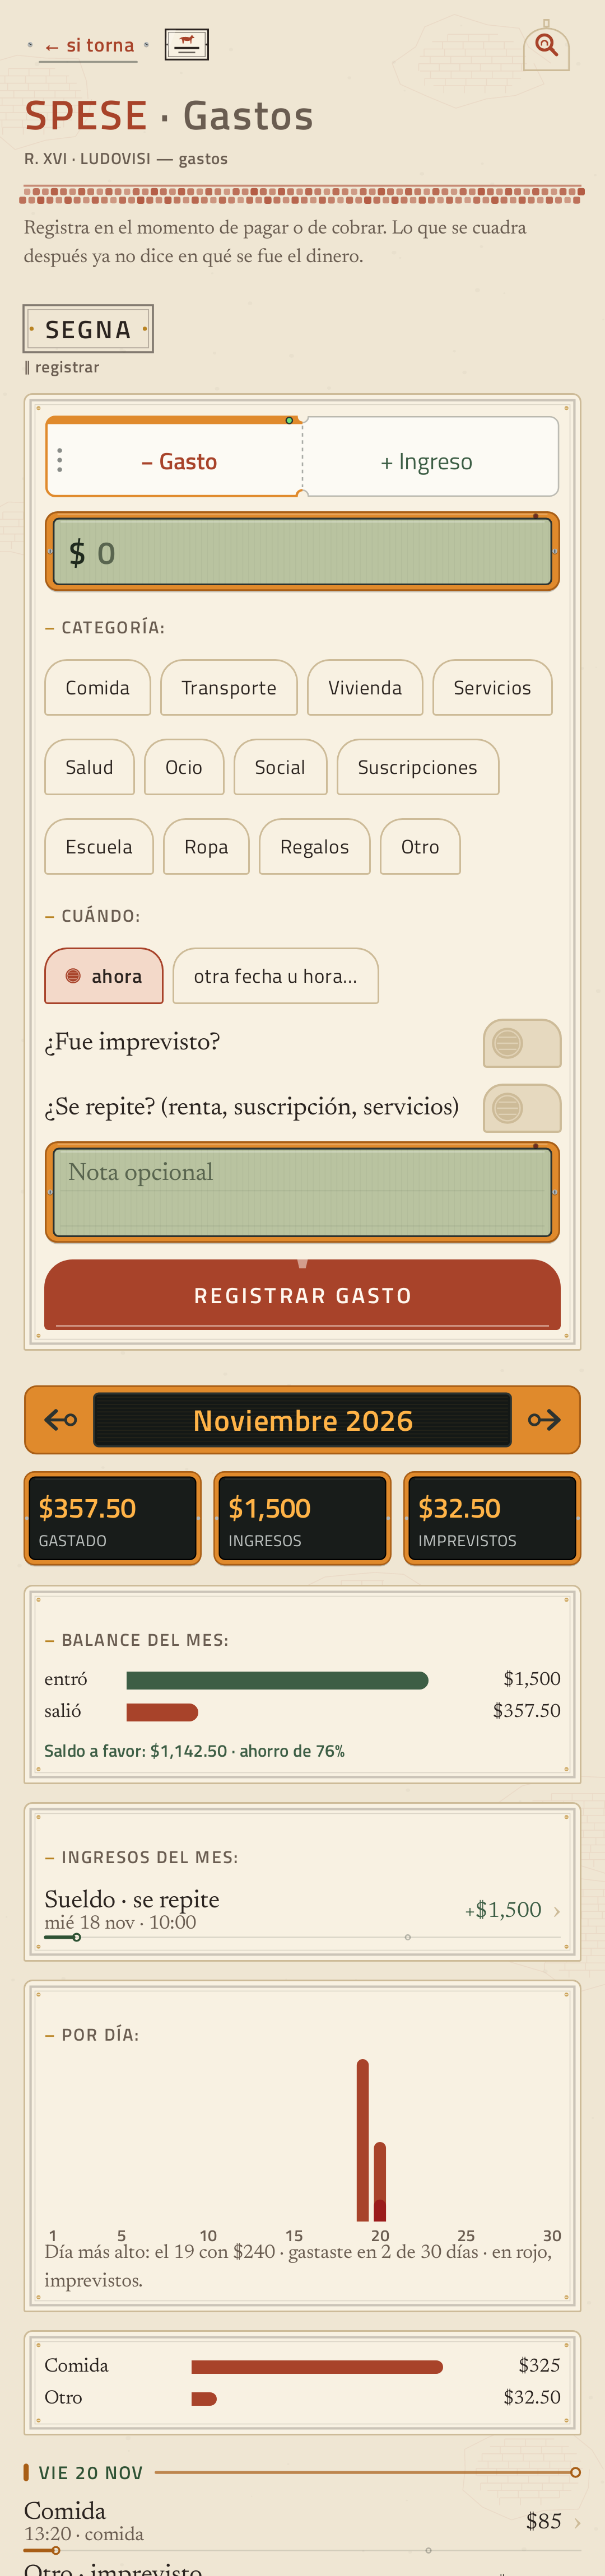 ← si torna
SPESE · Gastos
R. XVI · LUDOVISI — gastos
Registra en el momento de pagar o de cobrar. Lo que se cuadra
después ya no dice en qué se fue el dinero.
SEGNA
‖ registrar
– Gasto
+ Ingreso
$ 0
– CATEGORÍA:
Comida
Transporte
Vivienda
Servicios
Salud
Ocio
Social
Suscripciones
Escuela
Ropa
Regalos
Otro
– CUÁNDO:
ahora
otra fecha u hora...
¿Fue imprevisto?
¿Se repite? (renta, suscripción, servicios)
Nota opcional
REGISTRAR GASTO
Noviembre 2026
$357.50
GASTADO
$1,500
INGRESOS
$32.50
IMPREVISTOS
– BALANCE DEL MES:
entró $1,500
salió $357.50
Saldo a favor: $1,142.50 · ahorro de 76%
– INGRESOS DEL MES:
Sueldo · se repite
mié 18 nov · 10:00
+$1,500 ›
– POR DÍA:
1 5 10 15 20 25 30
Día más alto: el 19 con $240 · gastaste en 2 de 30 días · en rojo,
imprevistos.
Comida $325
Otro $32.50
VIE 20 NOV
Comida
13:20 · comida
$85 ›
Otro · imprevisto